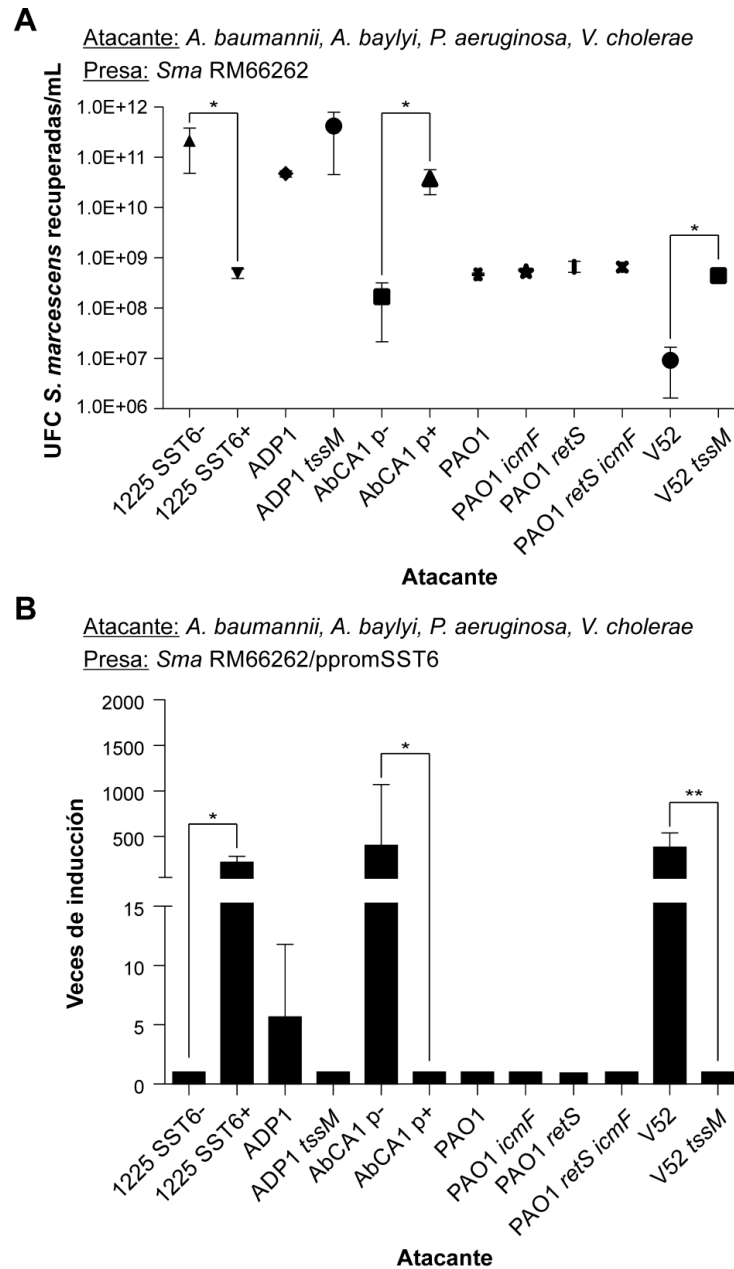 A
Atacante: A. baumannii, A. baylyi, P. aeruginosa, V. cholerae
Presa: Sma RM66262
UFC S. marcescens recuperadas/mL
1.0E+12
1.0E+11
1.0E+10
1.0E+09
1.0E+08
1.0E+07
1.0E+06
*
*
*
1225 SST6-
1225 SST6+
ADP1
ADP1 tssM
AbCA1 p-
AbCA1 p+
PAO1
PAO1 icmF
PAO1 retS
PAO1 retS icmF
V52
V52 tssM
Atacante
B
Atacante: A. baumannii, A. baylyi, P. aeruginosa, V. cholerae
Presa: Sma RM66262/ppromSST6
Veces de inducción
2000
1500
1000
500
15
10
5
0
*
*
**
1225 SST6-
1225 SST6+
ADP1
ADP1 tssM
AbCA1 p-
AbCA1 p+
PAO1
PAO1 icmF
PAO1 retS
PAO1 retS icmF
V52
V52 tssM
Atacante